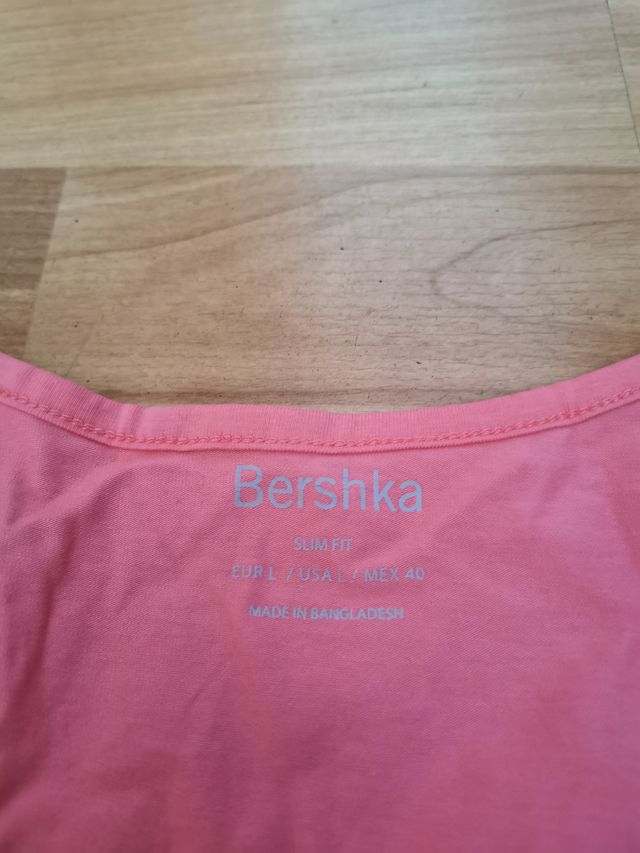 Bershka
SLIM FIT
EUR L / USA L / MEX 40
MADE IN BANGLADESH